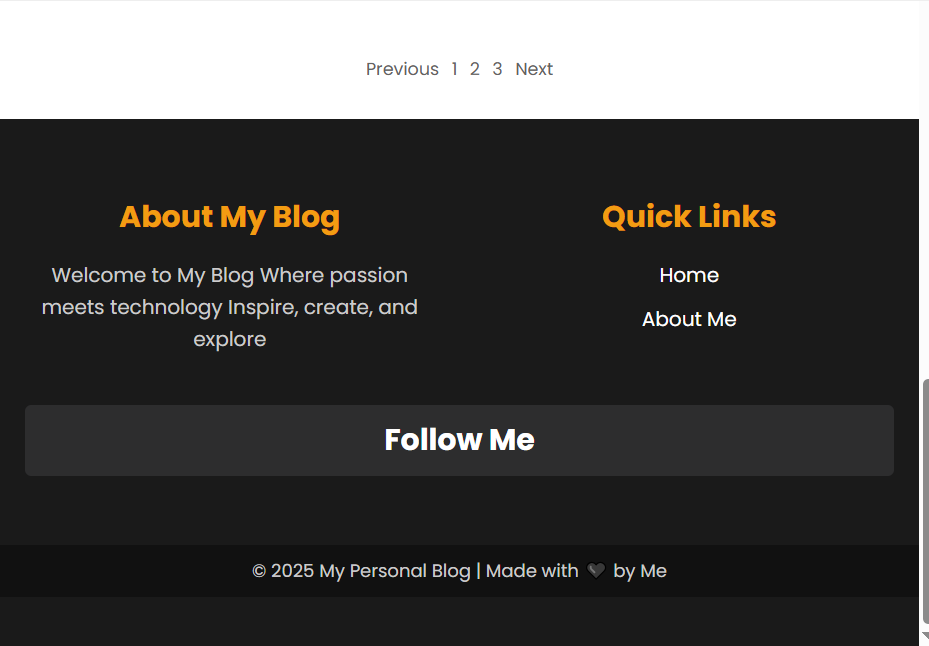 Previous 1 2 3 Next
About My Blog
Welcome to My Blog Where passion
meets technology Inspire, create, and
explore
Quick Links
Home
About Me
Follow Me
© 2025 My Personal Blog | Made with 🖤 by Me